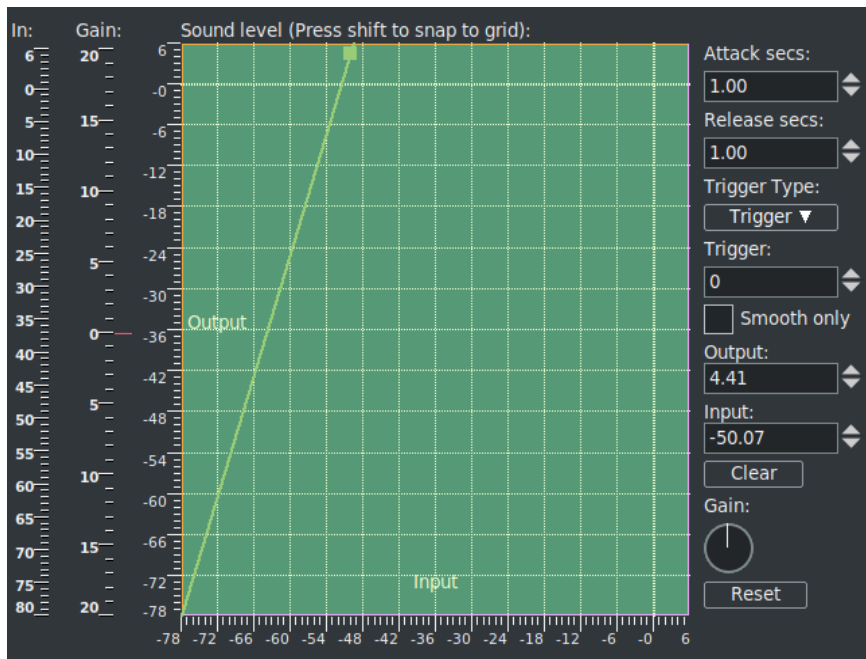 In:
Gain:
Sound level (Press shift to snap to grid):
6
0
5
10
15
20
25
30
35
40
45
50
55
60
65
70
75
80
20
15
10
5
0
5
10
15
20
6
-0
-6
-12
-18
-24
-30
-36
-42
-48
-54
-60
-66
-72
-78
Output
Input
-78 -72 -66 -60 -54 -48 -42 -36 -30 -24 -18 -12 -6 -0 6
Attack secs:
1.00
Release secs:
1.00
Trigger Type:
Trigger
Trigger:
0
Smooth only
Output:
4.41
Input:
-50.07
Clear
Gain:
Reset